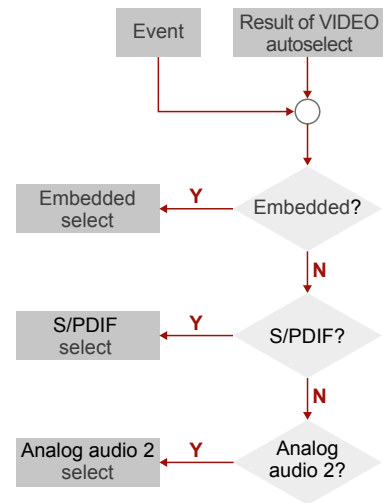 Event
Result of VIDEO
autoselect
Embedded
select
Y
Embedded?
N
S/PDIF
select
Y
S/PDIF?
N
Analog audio 2
select
Y
Analog
audio 2?